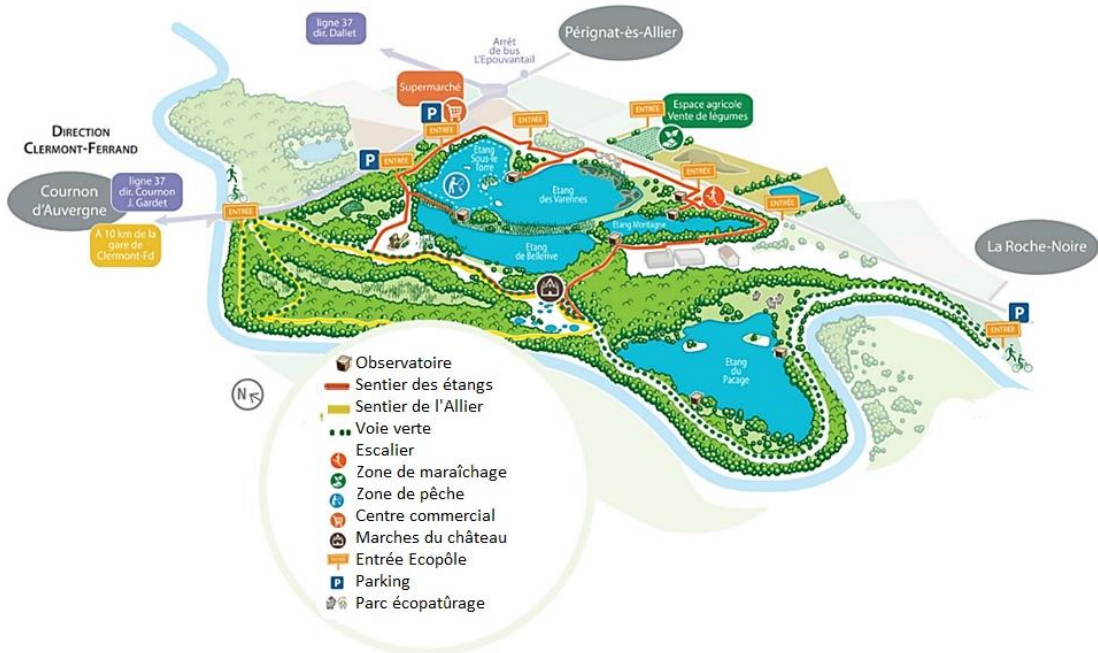 ligne 37
dir. Dallet
Arrêt
de bus
L'Epouvantail
Pérignat-ès-Allier
Supermarché
P
ENTRÉE
ENTRÉE
ENTRÉE
Espace agricole
Vente de légumes
DIRECTION
CLERMONT-FERRAND
P
ENTRÉE
Etang
Sous-le
Torre
ENTRÉE
Cournon
d'Auvergne
ligne 37
dir. Cournon
J. Gardet
ENTRÉE
Etang
des Varennes
ENTRÉE
Etang Montagne
A 10 km de la
gare de
Clermont-Fd
Etang
de Bellerive
La Roche-Noire
P
ENTRÉE
Etang
du
Pacage
N
Observatoire
Sentier des étangs
Sentier de l'Allier
Voie verte
Escalier
Zone de maraîchage
Zone de pêche
Centre commercial
Marches du château
Entrée Ecopôle
P Parking
Parc écopatûrage